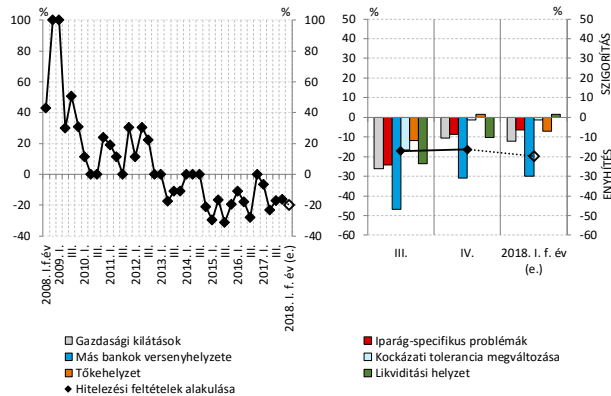 % %
100 100
80 80
60 60
40 40
20 20
0 0
-20 -20
-40 -40
2008. I.f.év
2009. I.
III.
2010. I.
III.
2011. I.
III.
2012. I.
III.
2013. I.
III.
2014. I.
III.
2015. I.
III.
2016. I.
III.
2017. I.
III.
2018. I. f. év (e.)
% %
50 50
40 40
30 30
20 20
10 10
0 0
-10 -10
-20 -20
-30 -30
-40 -40
-50 -50
-60 -60
SZIGORÍTÁS
ENYHÍTÉS
III. IV. 2018. I. f. év
(e.)
Gazdasági kilátások
Más bankok versenyhelyzete
Tőkehelyzet
Hitelezési feltételek alakulása
Iparág-specifikus problémák
Kockázati tolerancia megváltozása
Likviditási helyzet